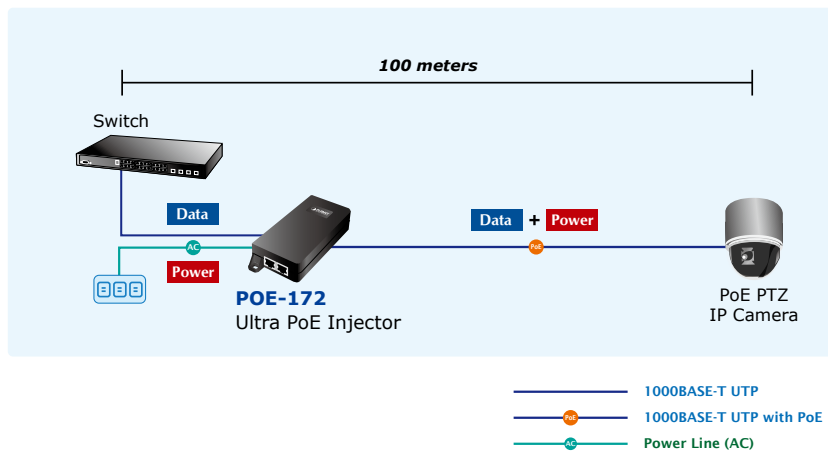 100 meters
Switch
Data
Data + Power
AC
PoE
Power
POE-172
Ultra PoE Injector
PoE PTZ
IP Camera
1000BASE-T UTP
PoE
1000BASE-T UTP with PoE
AC
Power Line (AC)